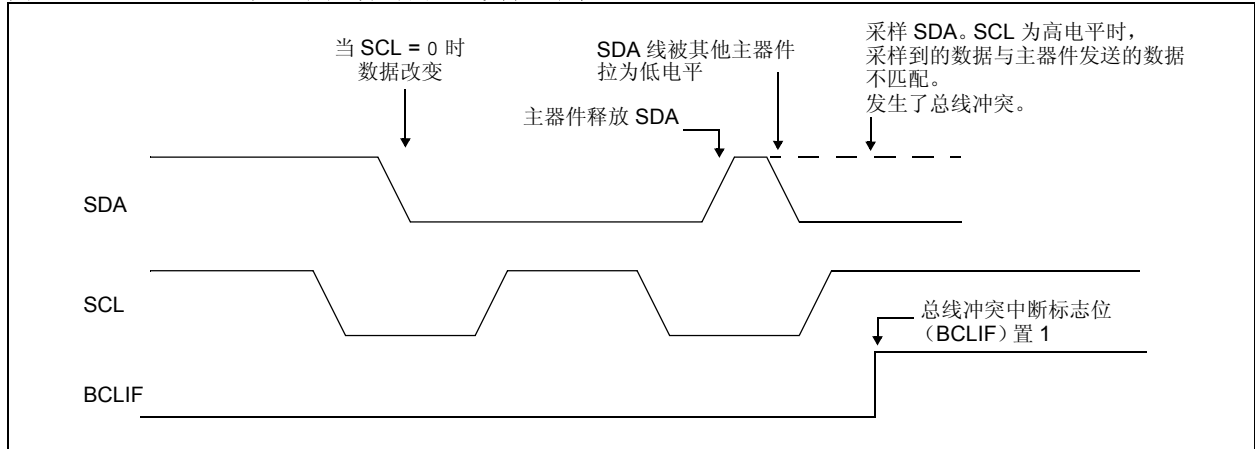 当 SCL = 0 时
数据改变
SDA 线被其他主器件
拉为低电平
采样 SDA。SCL 为高电平时，
采样到的数据与主器件发送的数据
不匹配。
发生了总线冲突。
主器件释放 SDA
SDA
SCL
总线冲突中断标志位
（BCLIF）置 1
BCLIF